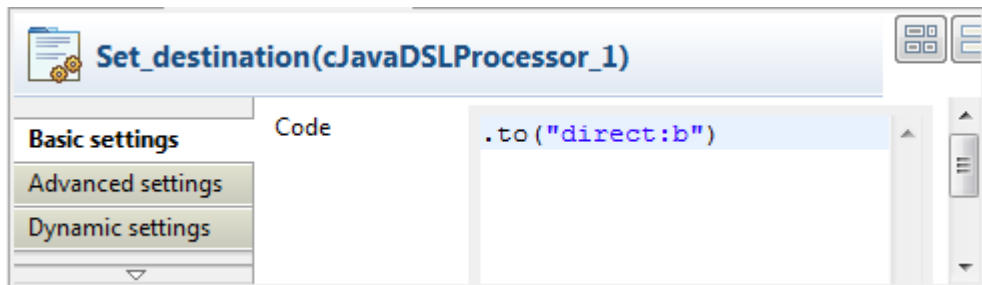 Set_destination(cJavaDSLProcessor_1)
Basic settings
Code
.to("direct:b")
Advanced settings
Dynamic settings